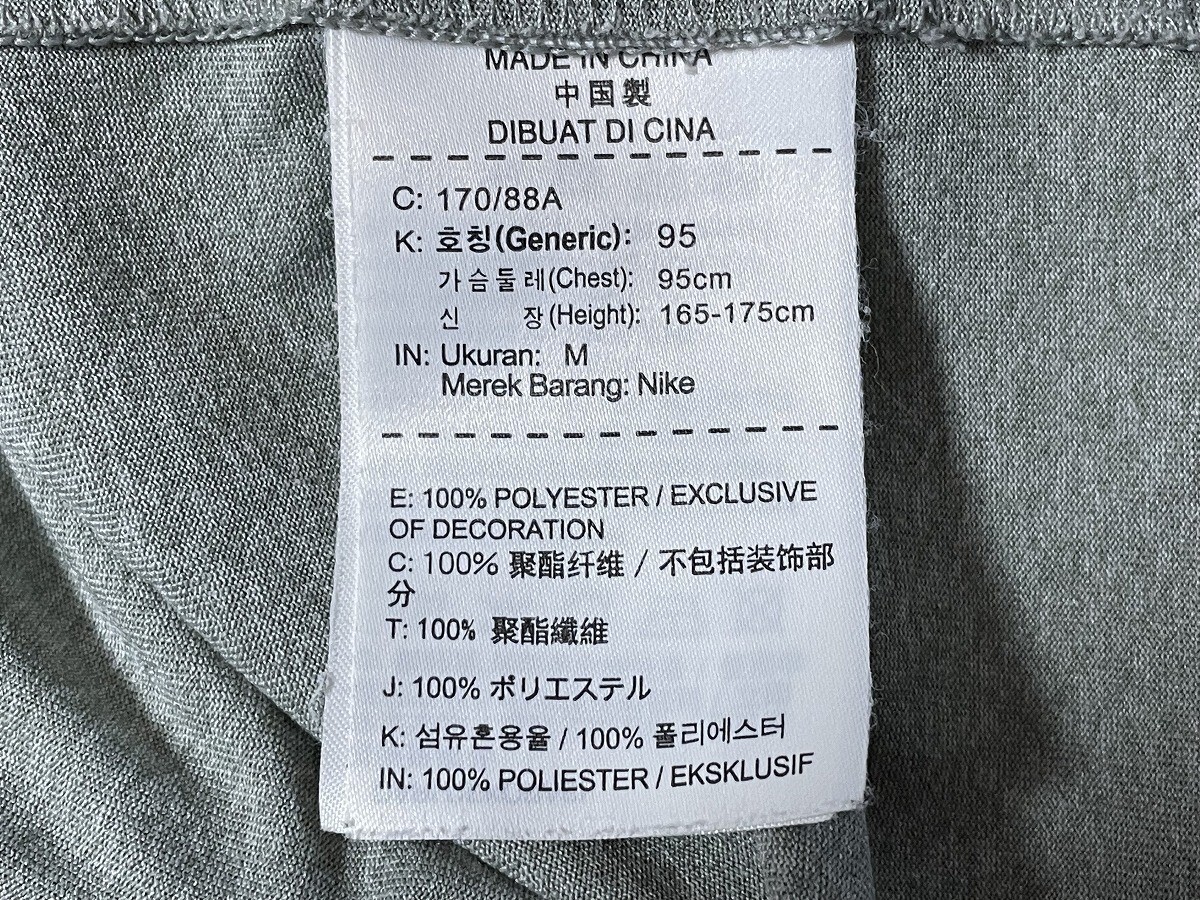 MADE IN CHINA
中国製
DIBUAT DI CINA
C: 170/88A
K: 호칭(Generic): 95
가슴둘레(Chest): 95cm
신 장(Height): 165-175cm
IN: Ukuran: M
Merek Barang: Nike
E: 100% POLYESTER / EXCLUSIVE
OF DECORATION
C: 100% 聚酯纤维 / 不包括装饰部
分
T: 100% 聚酯纖維
J: 100% ポリエステル
K: 섬유혼용율 / 100% 폴리에스터
IN: 100% POLIESTER / EKSKLUSIF